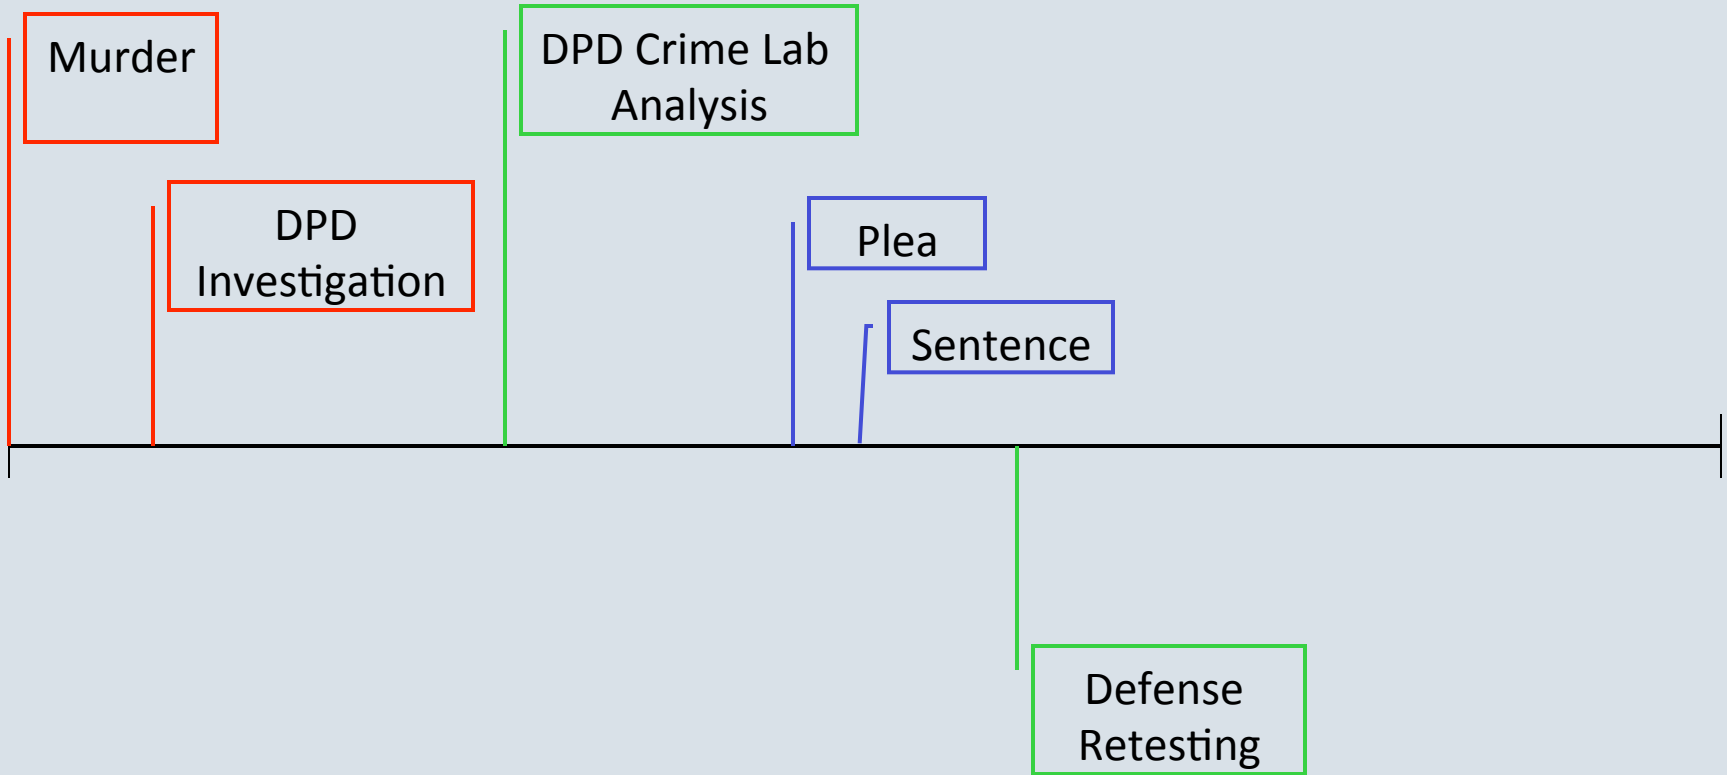 Murder
DPD
Investigation
DPD Crime Lab
Analysis
Plea
Sentence
Defense
Retesting